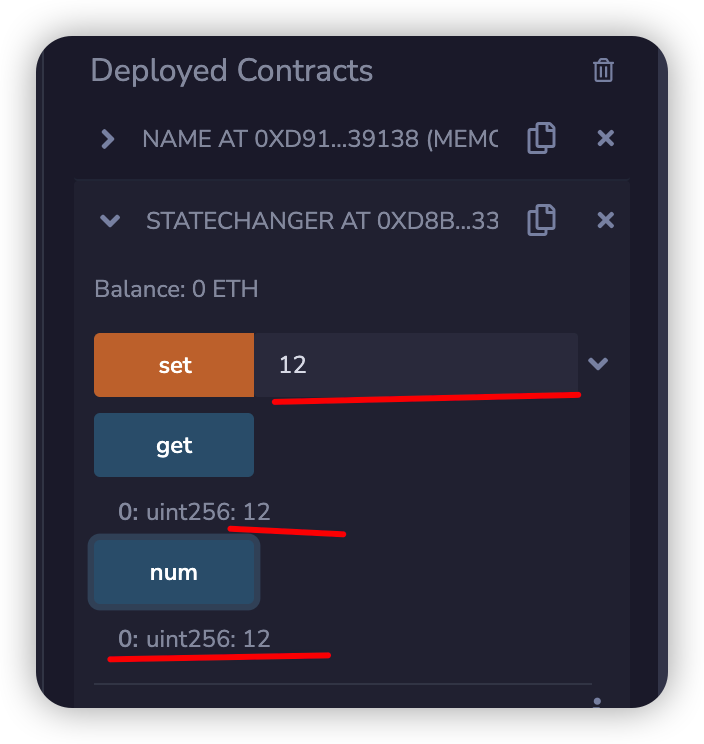 Deployed Contracts
NAME AT 0XD91...39138 (MEMO
STATECHANGER AT 0XD8B...33
Balance: 0 ETH
set 12
get
0: uint256: 12
num
0: uint256: 12